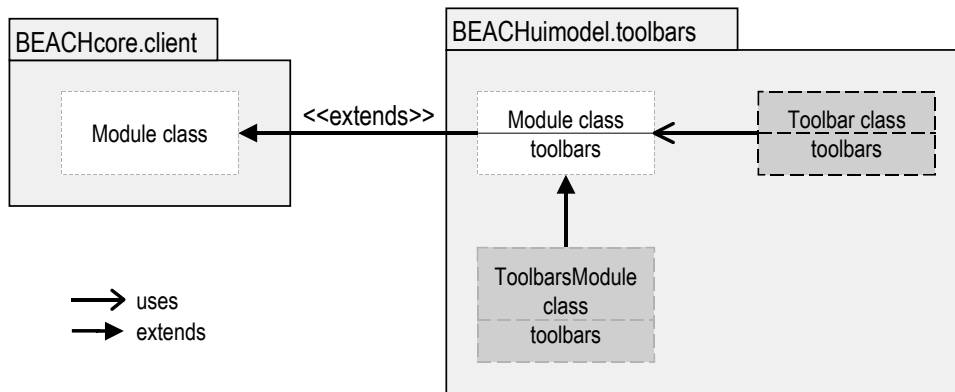 BEACHcore.client
BEACHuimodel.toolbars
Module class
<<extends>>
Module class
toolbars
Toolbar class
toolbars
ToolbarsModule
class
toolbars
uses
extends